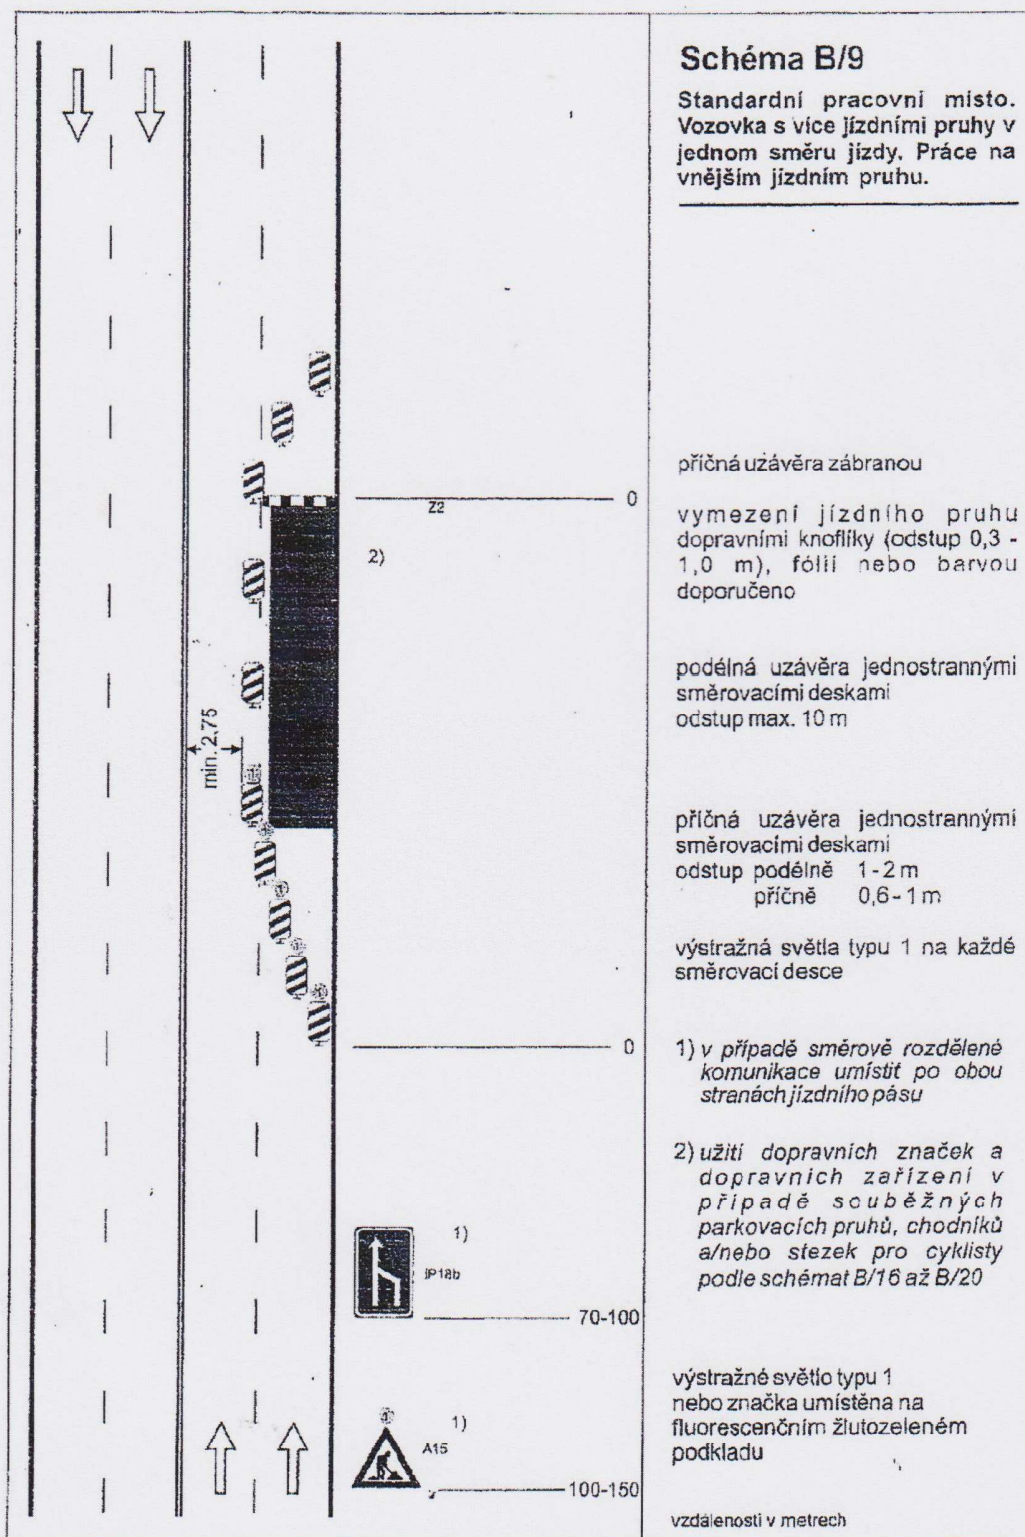 Schéma B/9
Standardní pracovní místo.
Vozovka s více jízdními pruhy v
jednom směru jízdy. Práce na
vnějším jízdním pruhu.
příčná uzávěra zábranou
Z2
0
vymezení jízdního pruhu
dopravními knoflíky (odstup 0,3 -
1,0 m), fólií nebo barvou
doporučeno
2)
podélná uzávěra jednostrannými
směrovacími deskami
odstup max. 10 m
min. 2,75
příčná uzávěra jednostrannými
směrovacími deskami
odstup podélně 1-2 m
příčně 0,6-1 m
výstražná světla typu 1 na každé
směrovací desce
0
1) v případě směrově rozdělené
komunikace umístit po obou
stranách jízdního pásu
2) užití dopravních značek a
dopravních zařízení v
případě souběžných
parkovacích pruhů, chodníků
a/nebo stezek pro cyklisty
podle schémat B/16 až B/20
1)
IP18b
70-100
výstražné světlo typu 1
nebo značka umístěna na
fluorescenčním žlutozeleném
podkladu
1)
A15
100-150
vzdálenosti v metrech